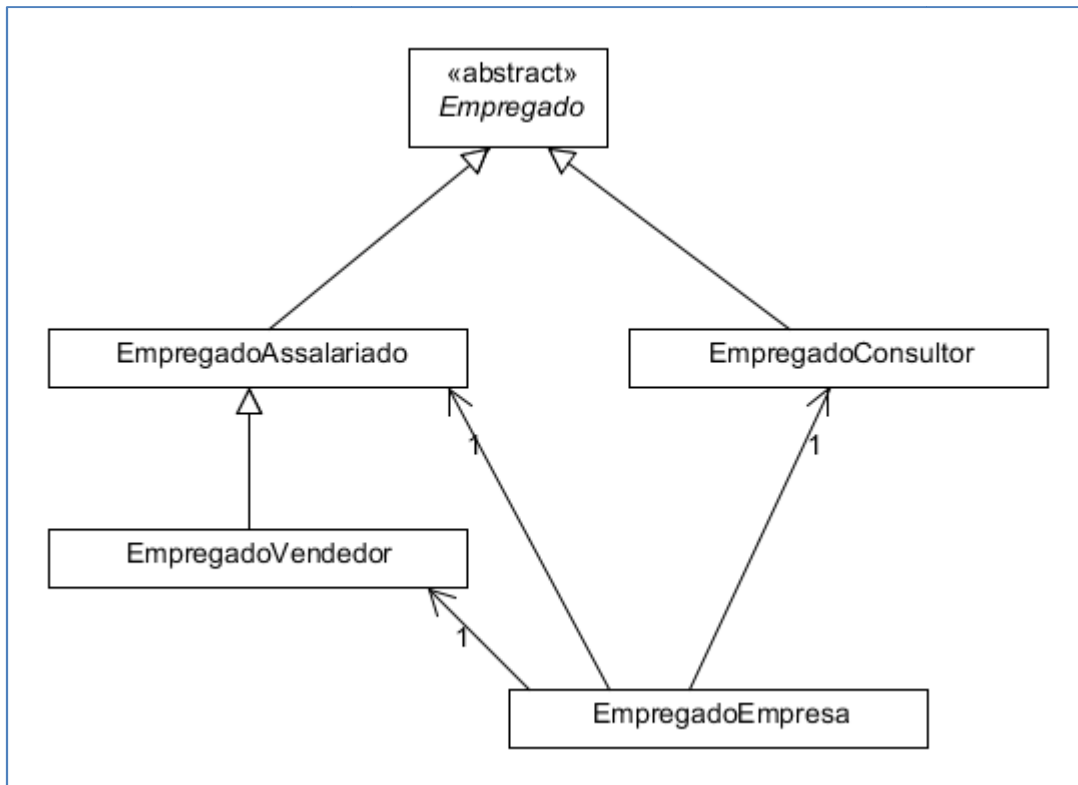 «abstract»
Empregado
EmpregadoAssalariado
EmpregadoConsultor
1
1
EmpregadoVendedor
1
EmpregadoEmpresa